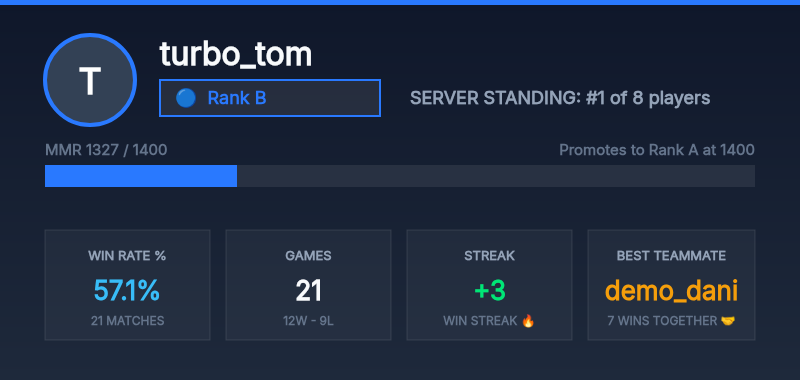 T
turbo_tom
🔵 Rank B
SERVER STANDING: #1 of 8 players
MMR 1327 / 1400
Promotes to Rank A at 1400
WIN RATE %
57.1%
21 MATCHES
GAMES
21
12W - 9L
STREAK
+3
WIN STREAK 🔥
BEST TEAMMATE
demo_dani
7 WINS TOGETHER 🤝